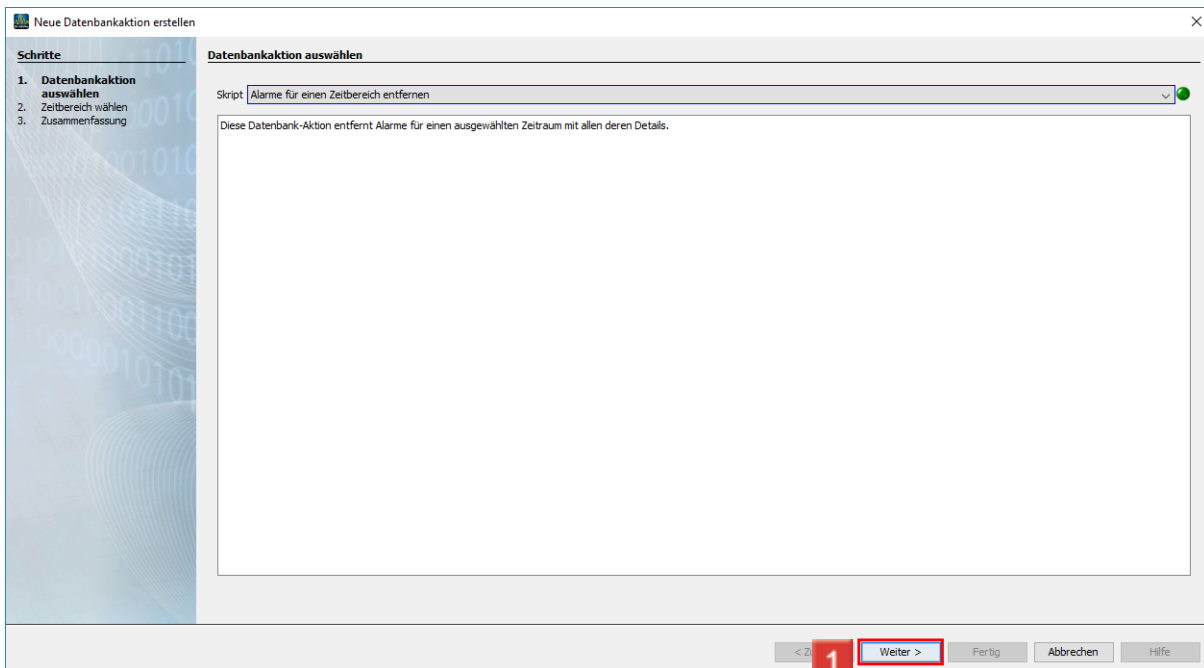 Neue Datenbankaktion erstellen
Schritte
1. Datenbankaktion
auswählen
2. Zeitbereich wählen
3. Zusammenfassung
Datenbankaktion auswählen
Skript Alarme für einen Zeitbereich entfernen
Diese Datenbank-Aktion entfernt Alarme für einen ausgewählten Zeitraum mit allen deren Details.
< Z 1 Weiter > Fertig Abbrechen Hilfe